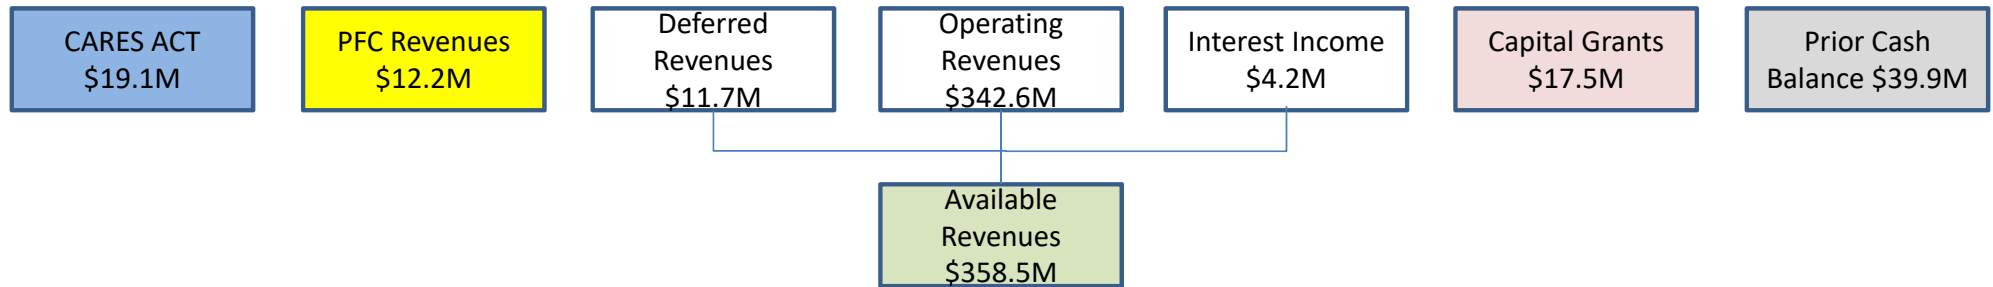 CARES ACT
$19.1M
PFC Revenues
$12.2M
Deferred
Revenues
$11.7M
Operating
Revenues
$342.6M
Interest Income
$4.2M
Capital Grants
$17.5M
Prior Cash
Balance $39.9M
Available
Revenues
$358.5M